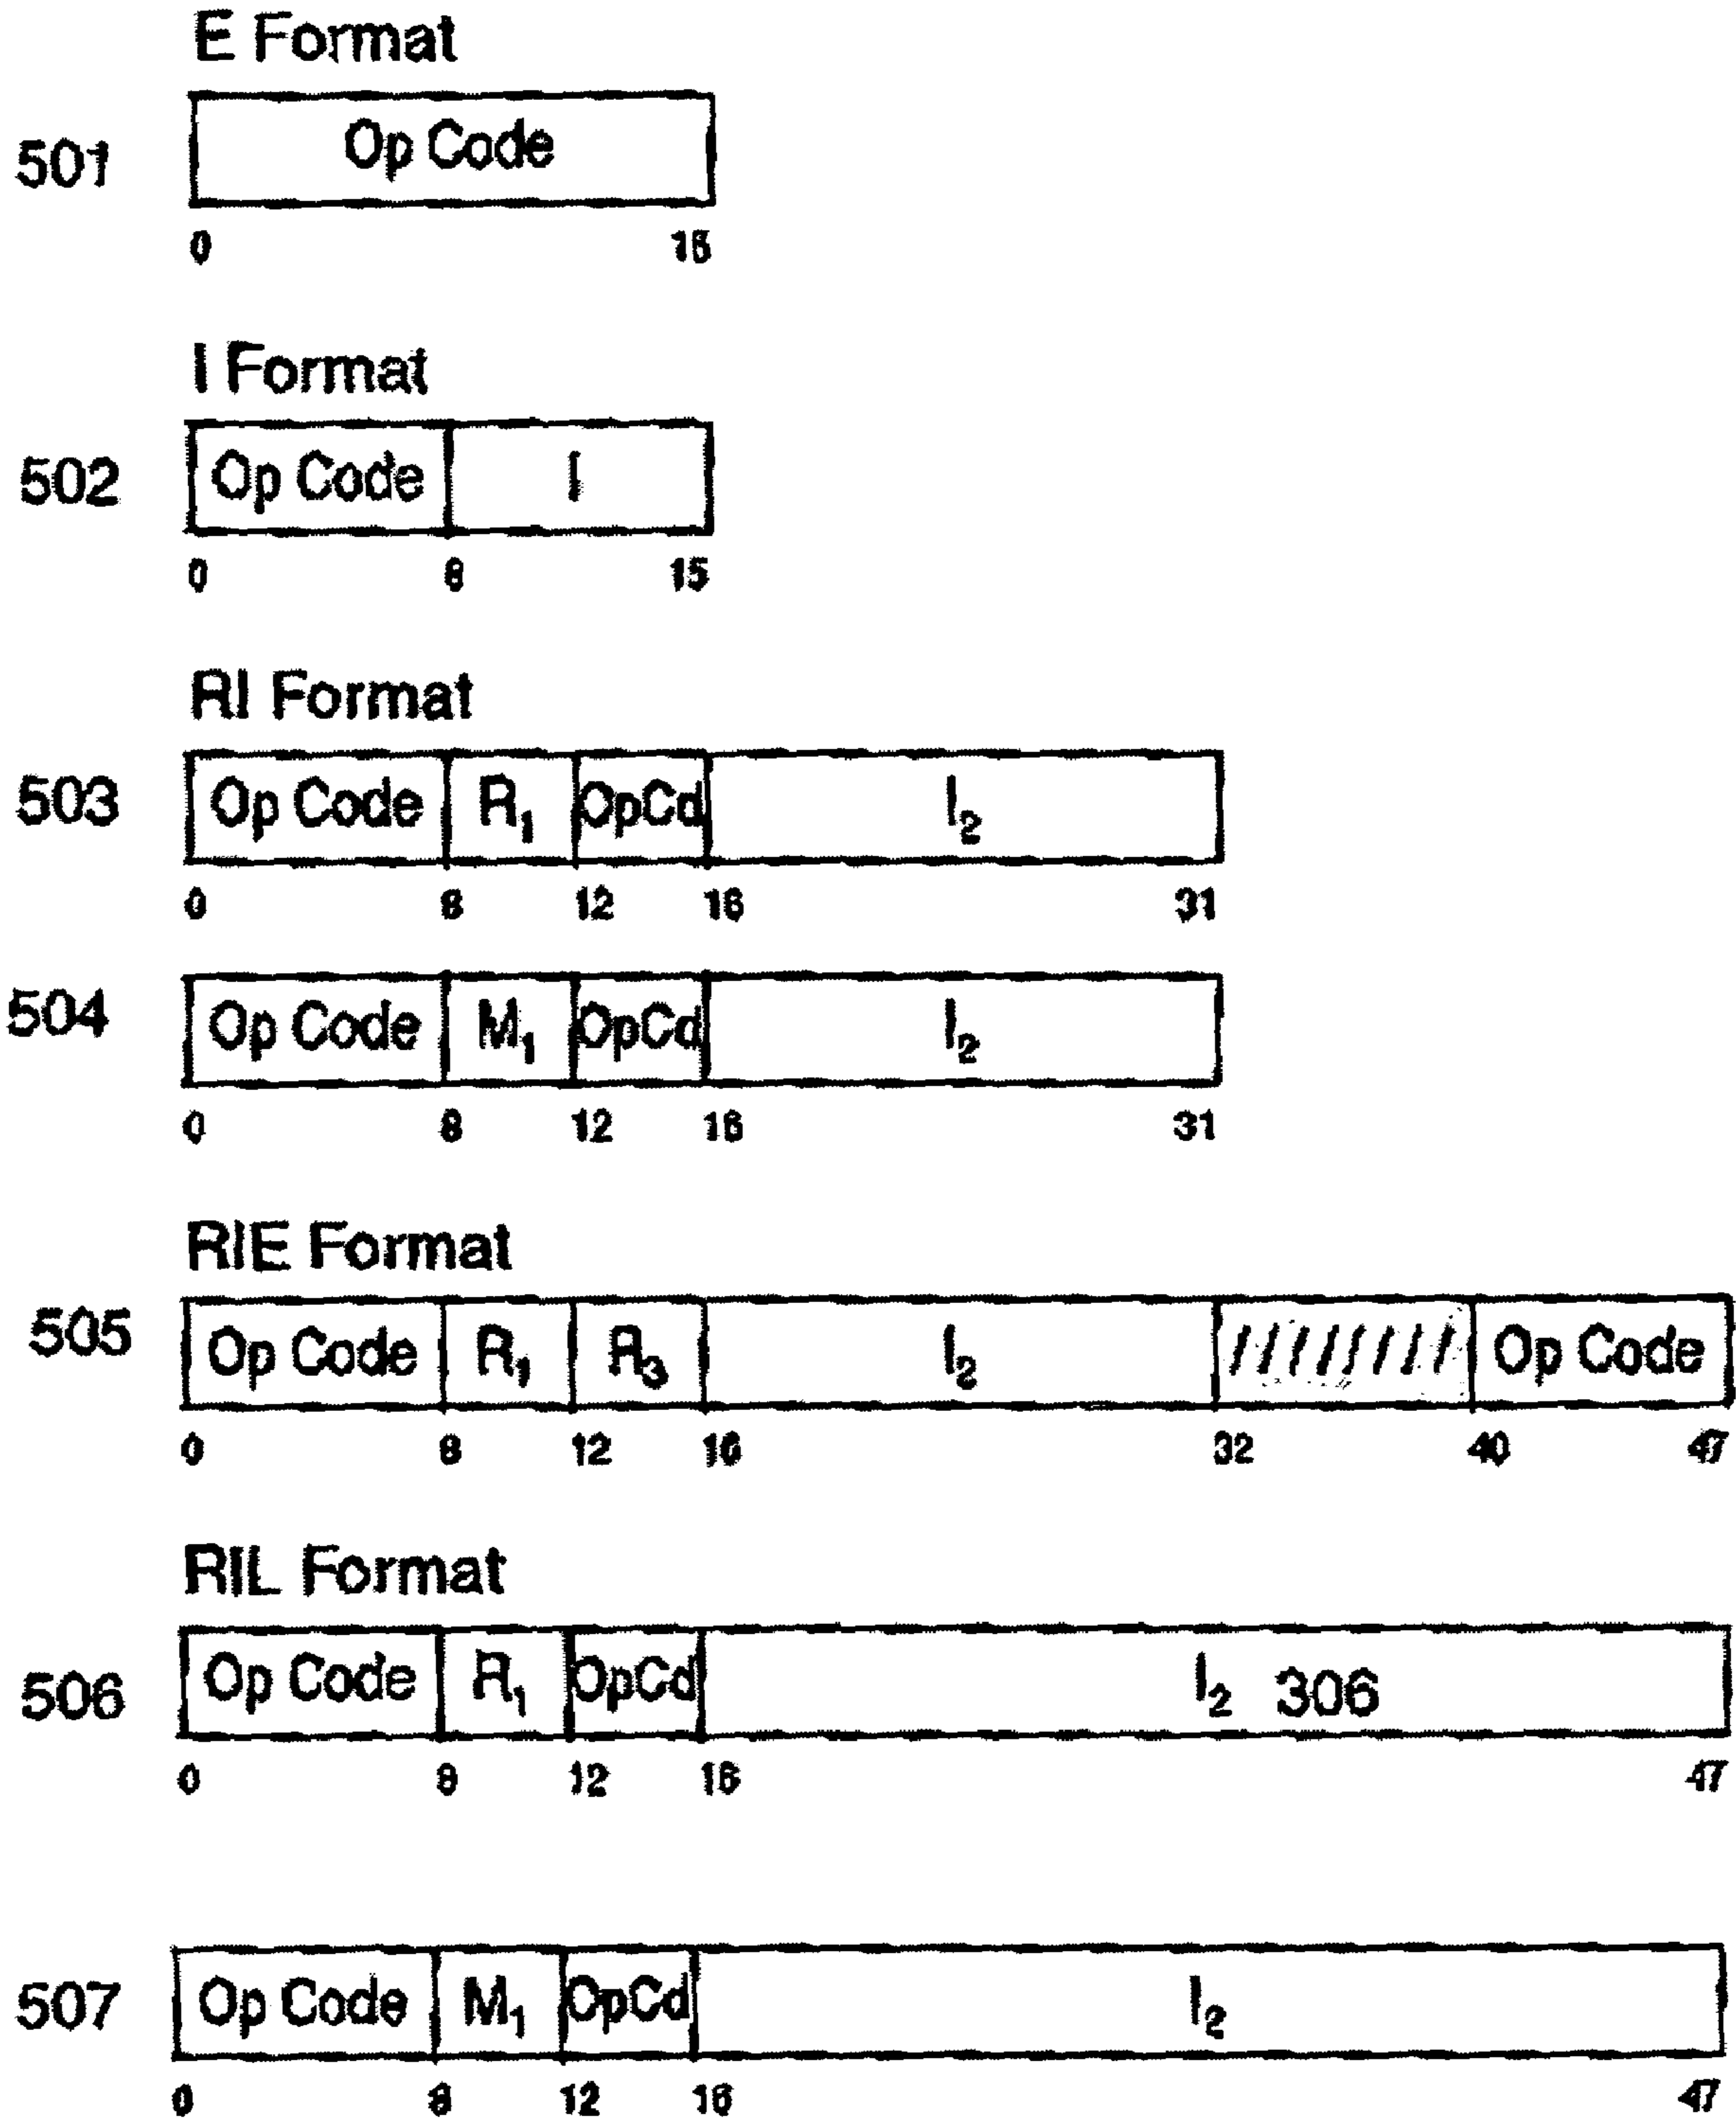 E Format
501 Op Code
0 15
I Format
502 Op Code I
0 8 15
RI Format
503 Op Code R1 OpCd I2
0 8 12 16 31
504 Op Code M1 OpCd I2
0 8 12 16 31
RIE Format
505 Op Code R1 R3 I2 //////// Op Code
0 8 12 16 32 40 47
RIL Format
506 Op Code R1 OpCd I2 306
0 8 12 16 47
507 Op Code M1 OpCd I2
0 8 12 16 47